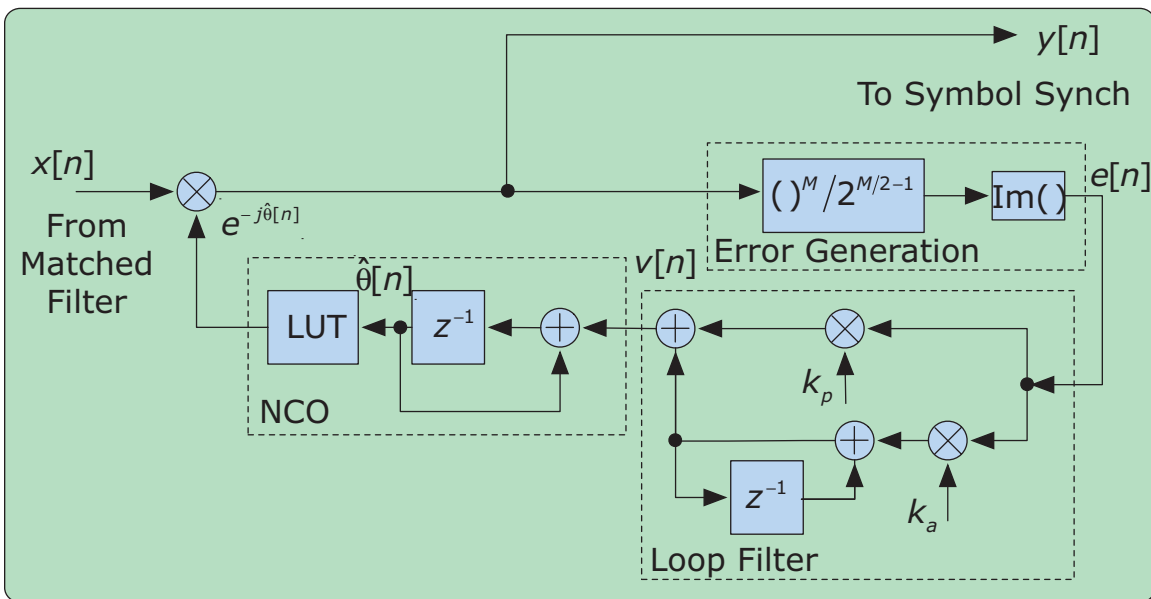 y[n]
To Symbol Synch
x[n]
From
Matched
Filter
e^{-jθ̂[n]}
()^M/2^{M/2-1}
Im()
e[n]
Error Generation
v[n]
θ̂[n]
LUT
z^{-1}
+
NCO
+
k_p
+
z^{-1}
k_a
Loop Filter